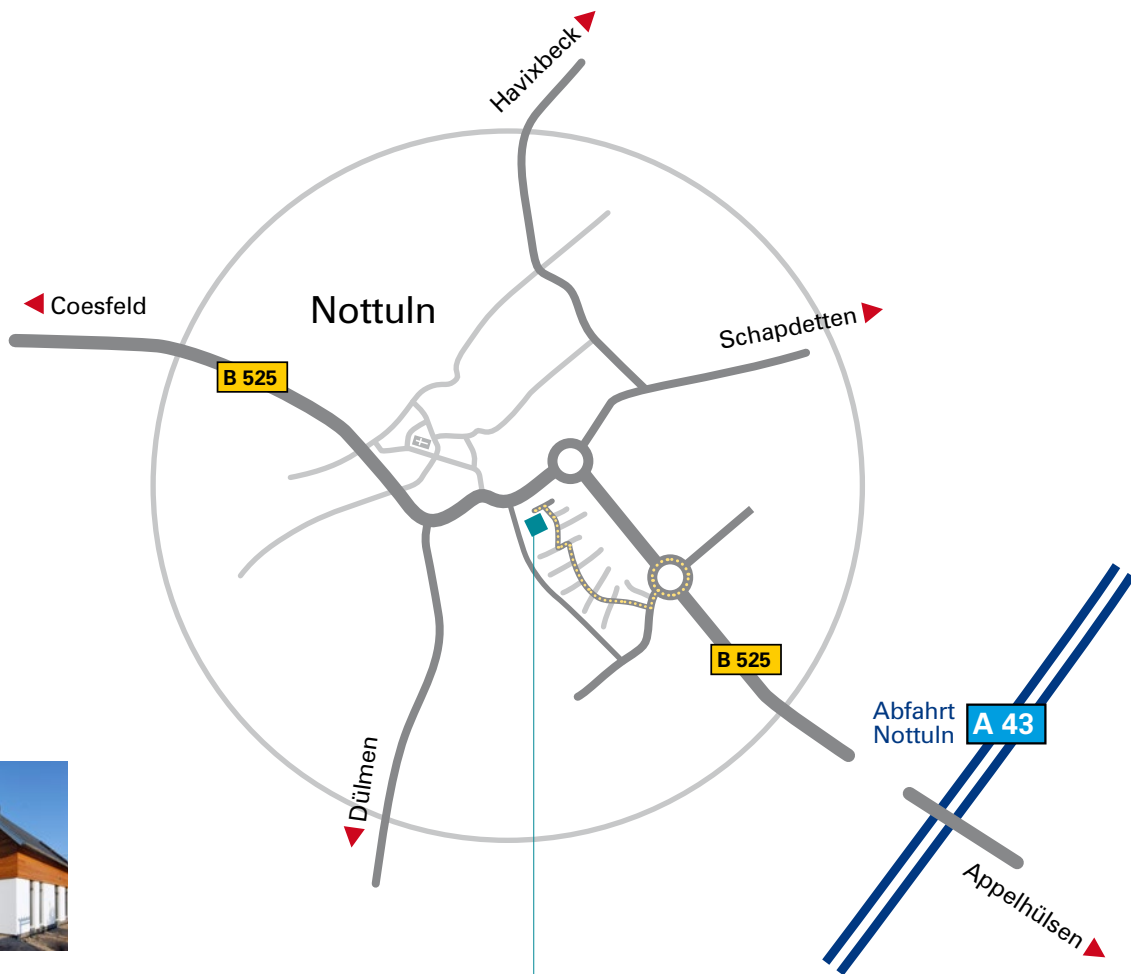 Havixbeck
Coesfeld
Nottuln
Schapdetten
B 525
B 525
Abfahrt
Nottuln
A 43
Dülmen
Appelhülsen